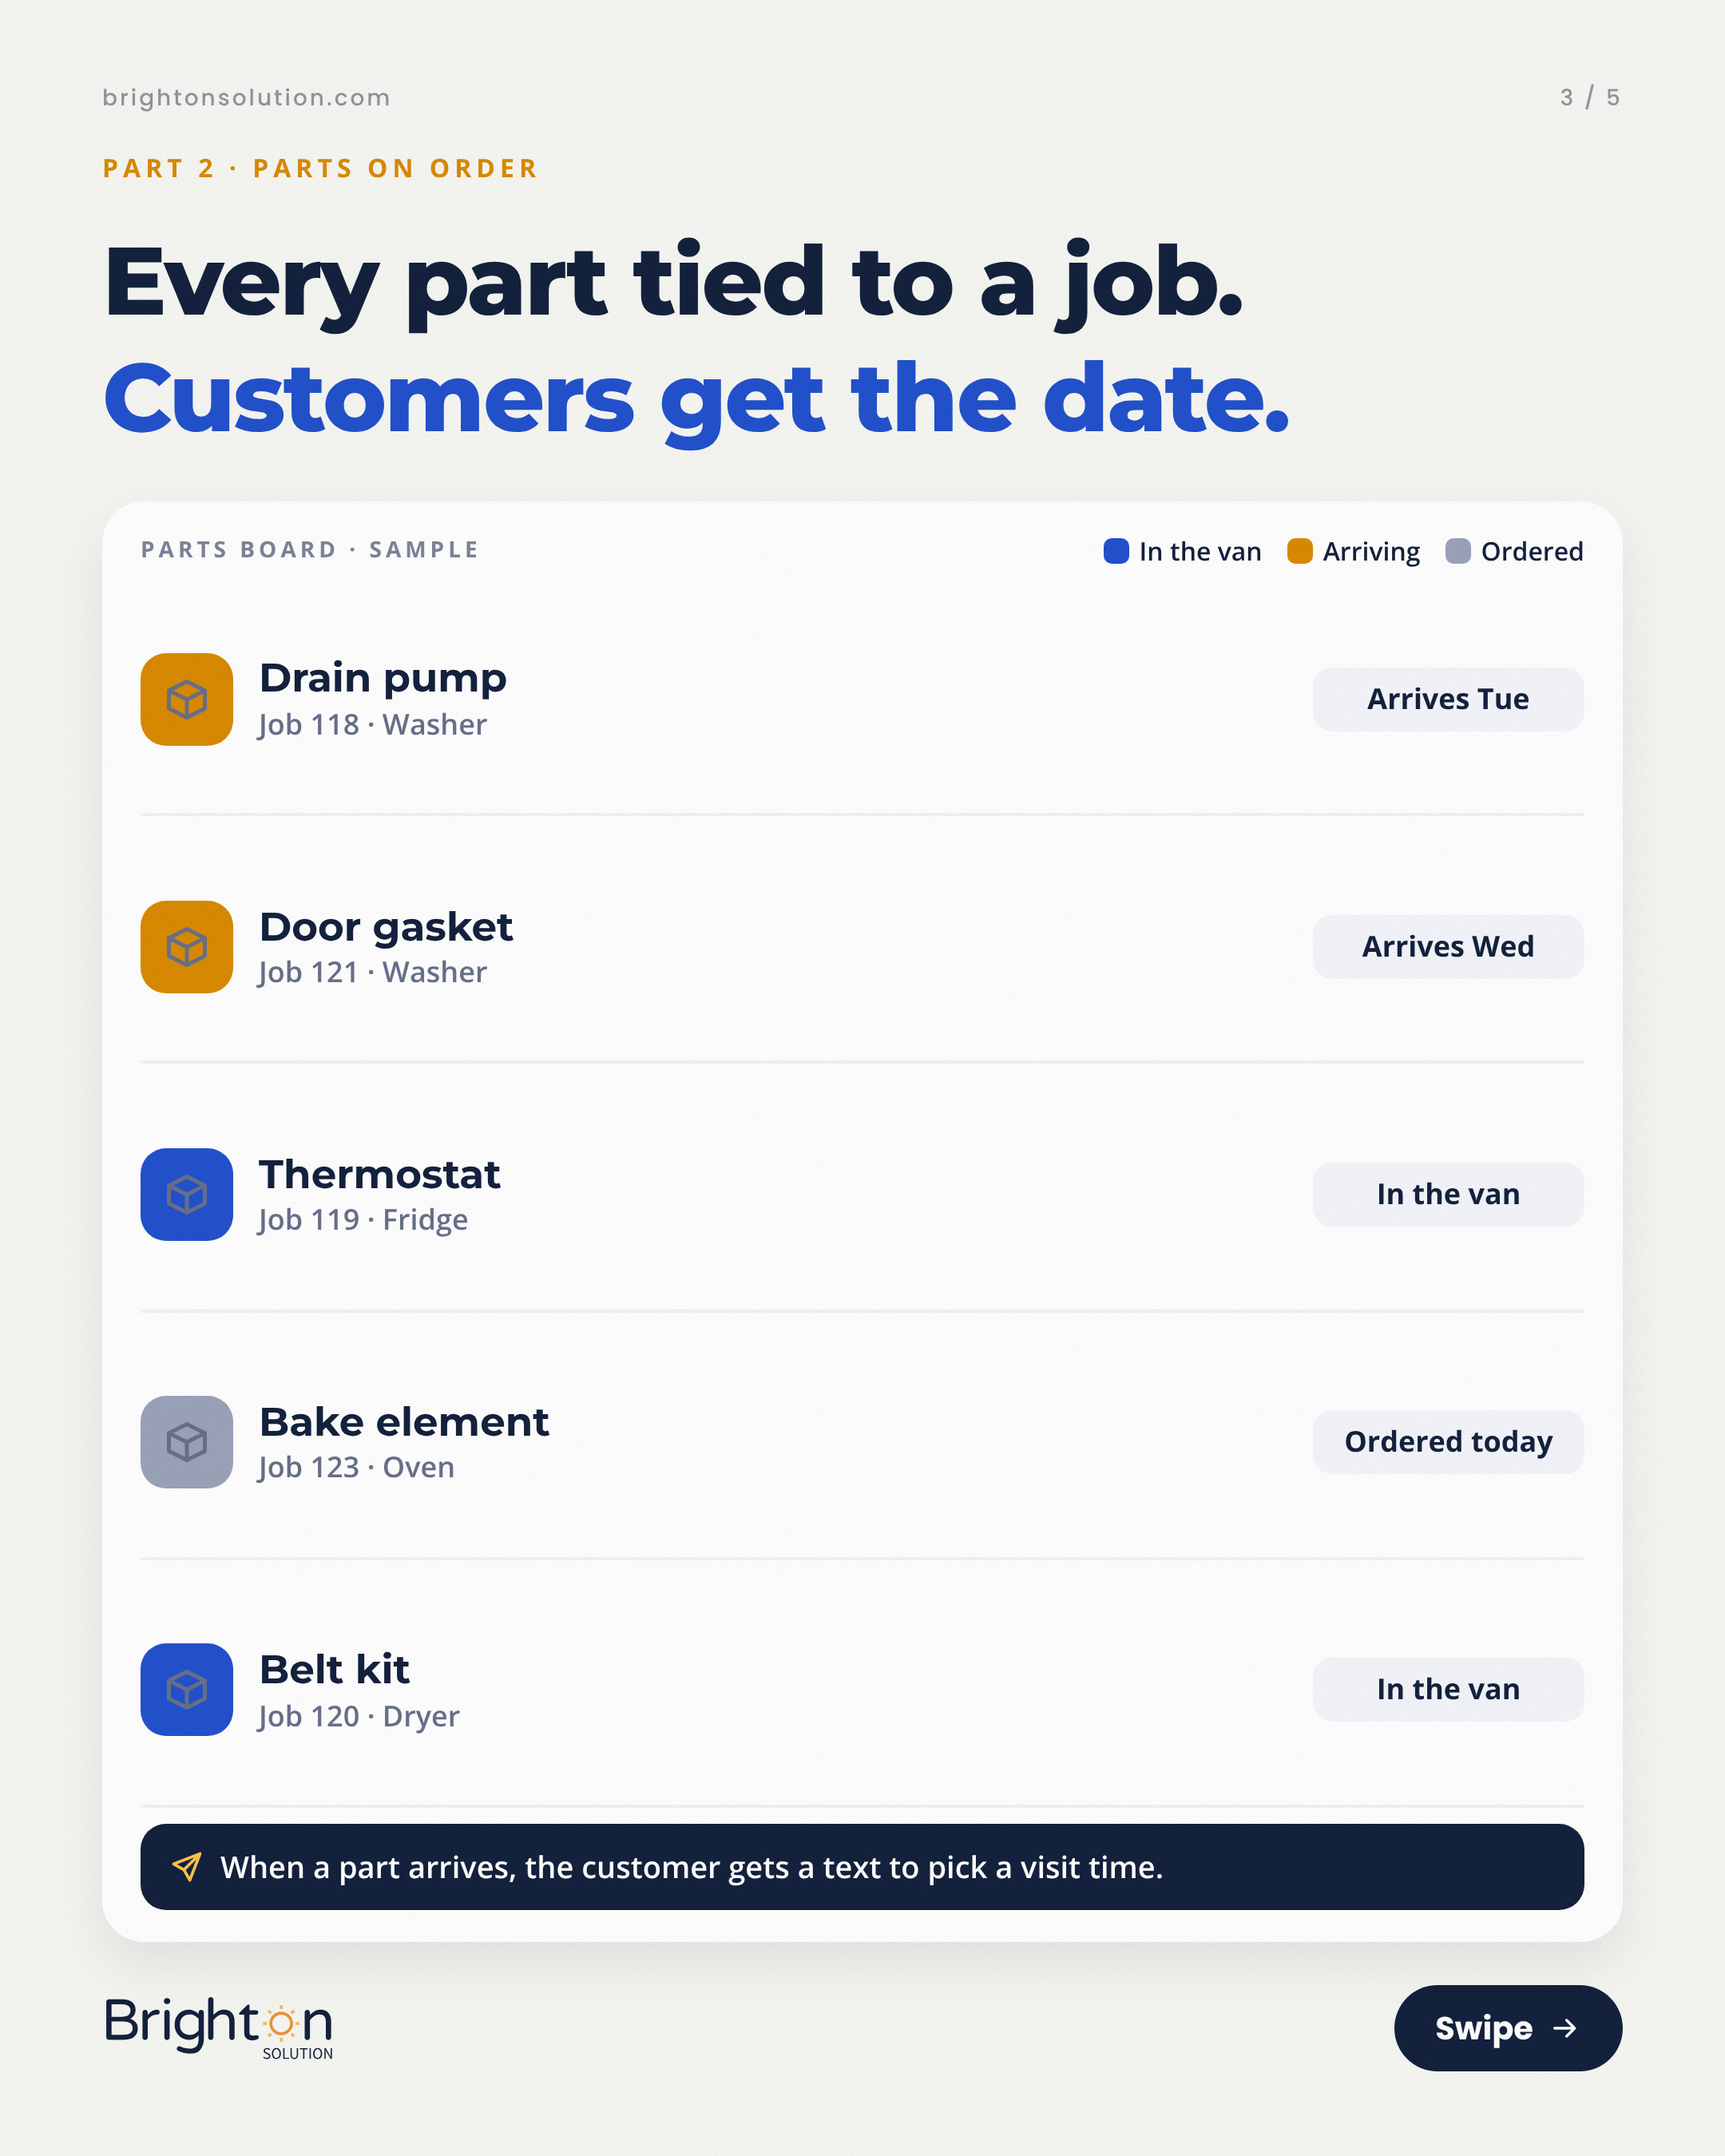 brightonsolution.com
3 / 5
PART 2 · PARTS ON ORDER
Every part tied to a job.
Customers get the date.
PARTS BOARD · SAMPLE
In the van
Arriving
Ordered
Drain pump
Job 118 · Washer
Arrives Tue
Door gasket
Job 121 · Washer
Arrives Wed
Thermostat
Job 119 · Fridge
In the van
Bake element
Job 123 · Oven
Ordered today
Belt kit
Job 120 · Dryer
In the van
When a part arrives, the customer gets a text to pick a visit time.
Brighton
SOLUTION
Swipe →